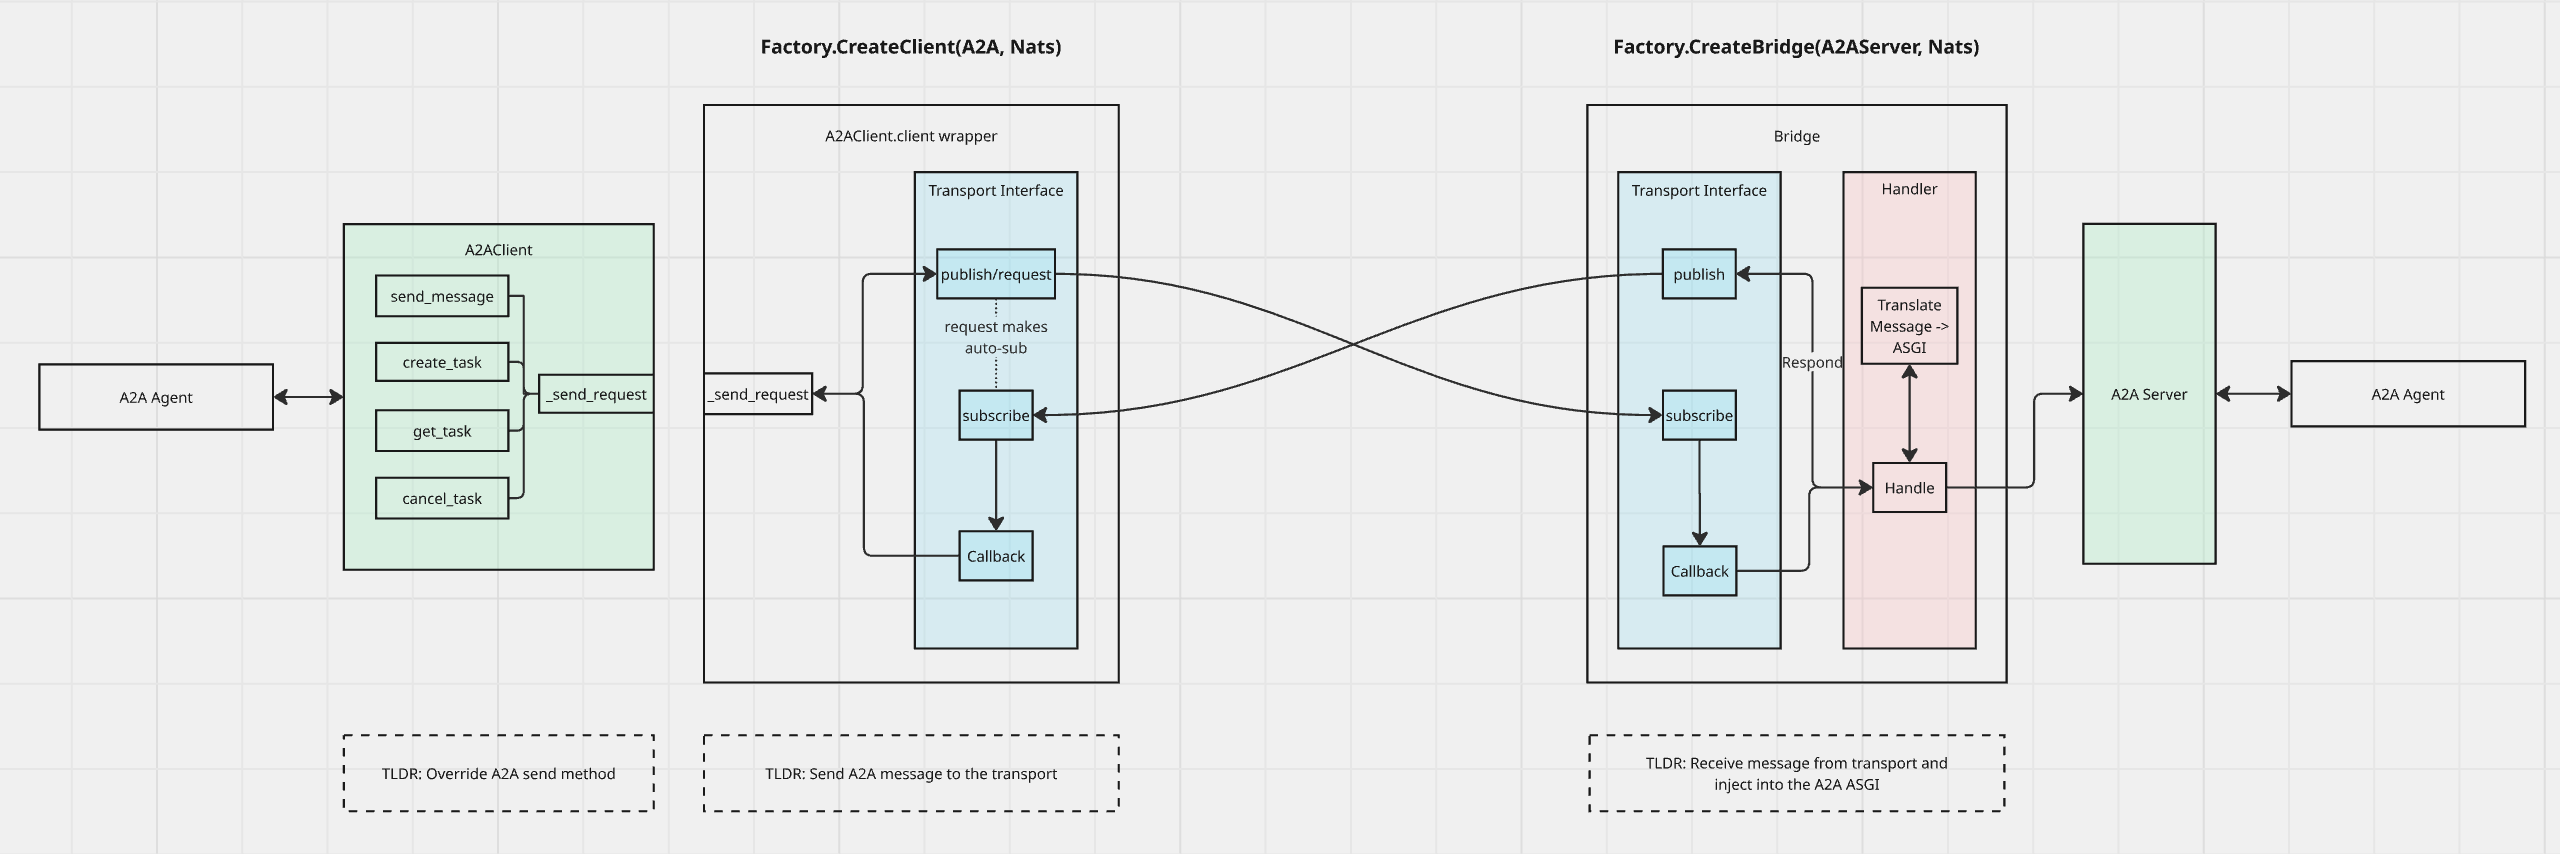 Factory.CreateClient(A2A, Nats)
Factory.CreateBridge(A2AServer, Nats)
A2A Agent
A2AClient
send_message
create_task
get_task
cancel_task
_send_request
A2AClient.client wrapper
_send_request
Transport Interface
publish/request
request makes
auto-sub
subscribe
Callback
Bridge
Transport Interface
publish
subscribe
Callback
Respond
Handler
Translate
Message ->
ASGI
Handle
A2A Server
A2A Agent
TLDR: Override A2A send method
TLDR: Send A2A message to the transport
TLDR: Receive message from transport and
inject into the A2A ASGI